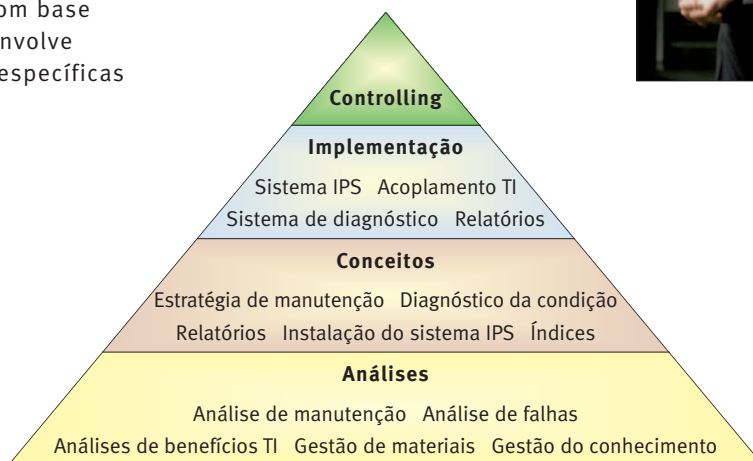 om base
nvolve
específicas
Controlling
Implementação
Sistema IPS Acoplamento TI
Sistema de diagnóstico Relatórios
Conceitos
Estratégia de manutenção Diagnóstico da condição
Relatórios Instalação do sistema IPS Índices
Análises
Análise de manutenção Análise de falhas
Análises de benefícios TI Gestão de materiais Gestão do conhecimento